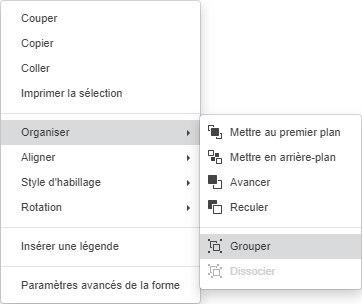 Couper
Copier
Coller
Imprimer la sélection
Organiser
Aligner
Style d'habillage
Rotation
Insérer une légende
Paramètres avancés de la forme
Mettre au premier plan
Mettre en arrière-plan
Avancer
Reculer
Grouper
Dissocier